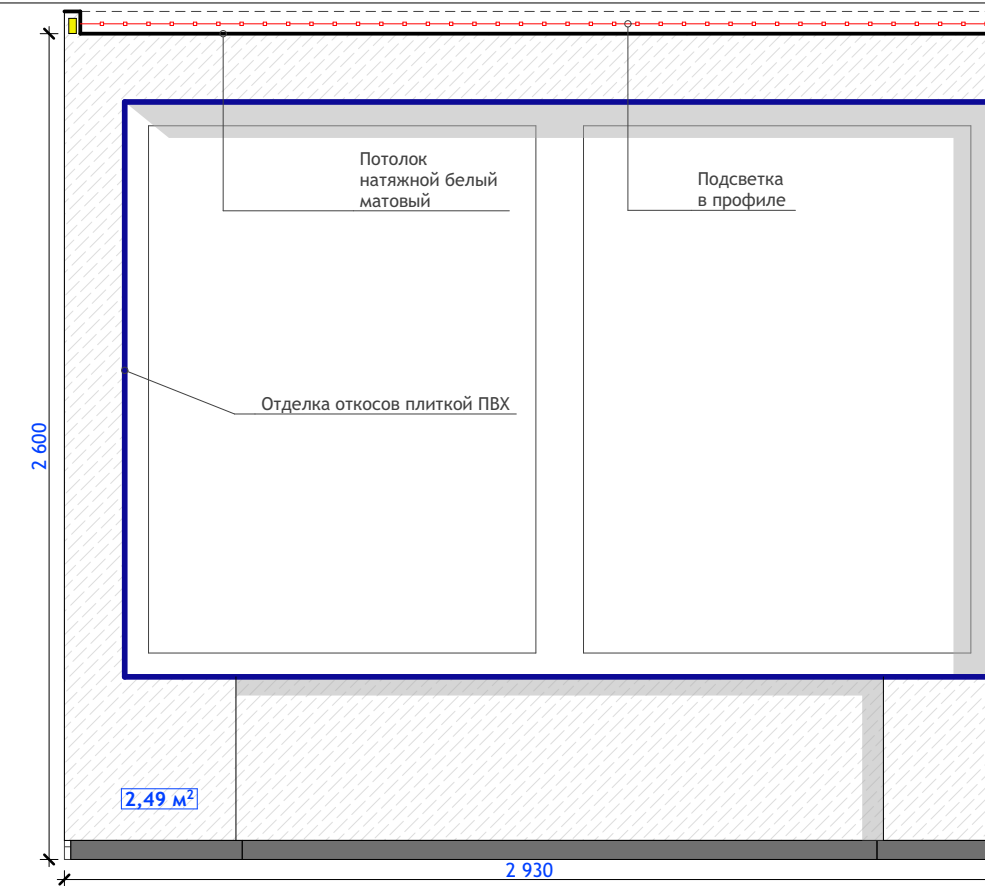 Потолок
натяжной белый
матовый
Подсветка
в профиле
Отделка откосов плиткой ПВХ
2 600
2,49 м²
2 930